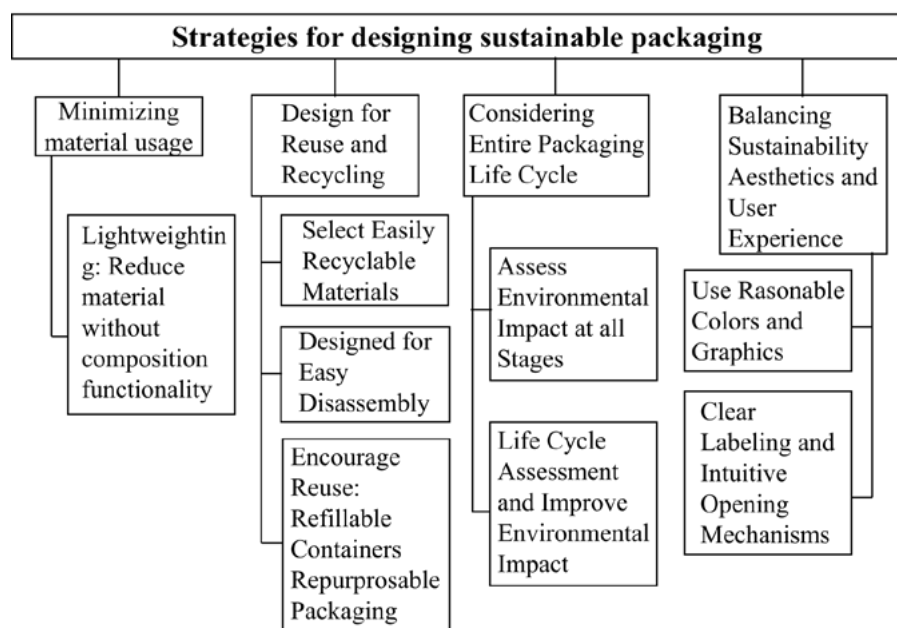 Strategies for designing sustainable packaging
Minimizing
material usage
Lightweightin
g: Reduce
material
without
composition
functionality
Design for
Reuse and
Recycling
Select Easily
Recyclable
Materials
Designed for
Easy
Disassembly
Encourage
Reuse:
Refillable
Containers
Repurprosable
Packaging
Considering
Entire Packaging
Life Cycle
Assess
Environmental
Impact at all
Stages
Life Cycle
Assessment
and Improve
Environmental
Impact
Balancing
Sustainability
Aesthetics and
User
Experience
Use Rasonable
Colors and
Graphics
Clear
Labeling and
Intuitive
Opening
Mechanisms